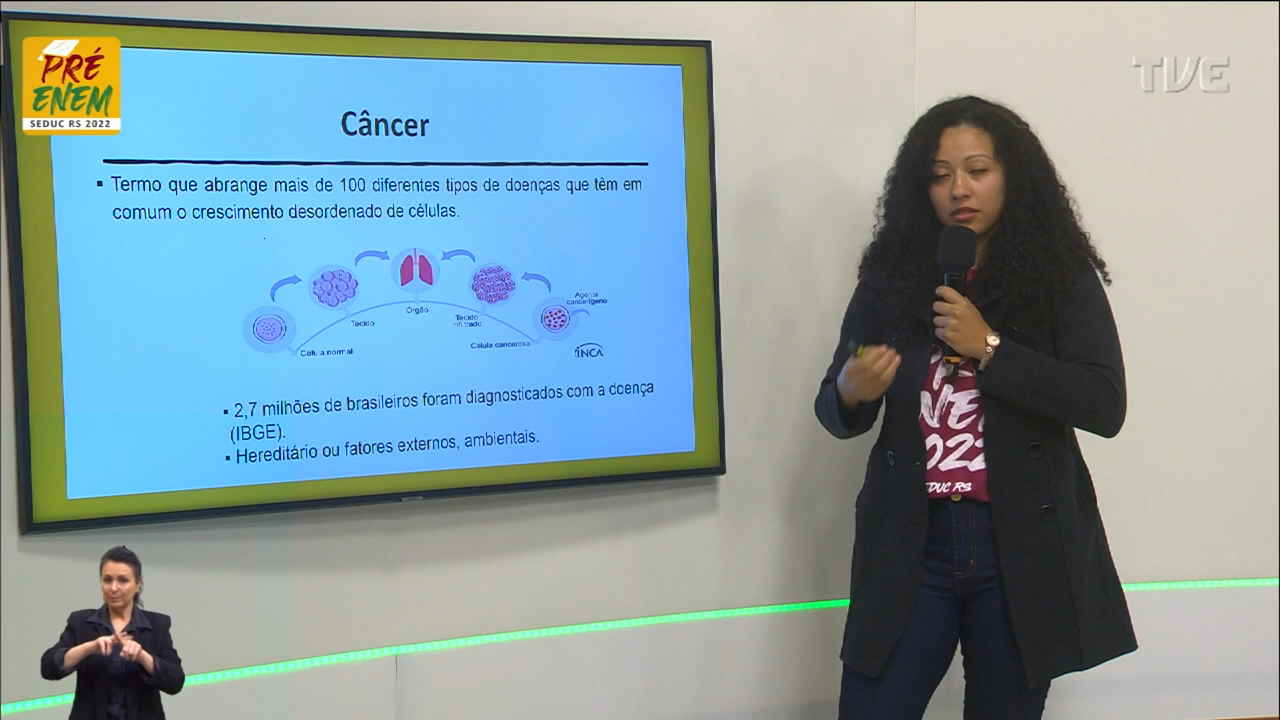 PRÉ
ENEM
SEDUC RS 2022
TVE
Câncer
▪ Termo que abrange mais de 100 diferentes tipos de doenças que têm em
comum o crescimento desordenado de células.
Célula normal
Tecido
Órgão
Tecido
infiltrado
Célula cancerosa
Agente
cancerígeno
INCA
▪ 2,7 milhões de brasileiros foram diagnosticados com a doença
(IBGE).
▪ Hereditário ou fatores externos, ambientais.
2022
SEDUC RS